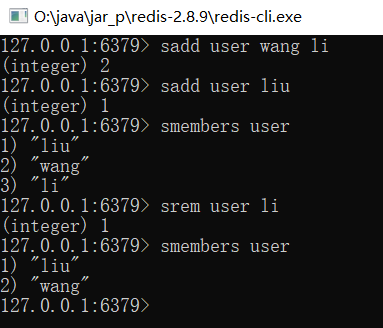 O:\java\jar_p\redis-2.8.9\redis-cli.exe
127.0.0.1:6379> sadd user wang li
(integer) 2
127.0.0.1:6379> sadd user liu
(integer) 1
127.0.0.1:6379> smembers user
1) "liu"
2) "wang"
3) "li"
127.0.0.1:6379> srem user li
(integer) 1
127.0.0.1:6379> smembers user
1) "liu"
2) "wang"
127.0.0.1:6379>